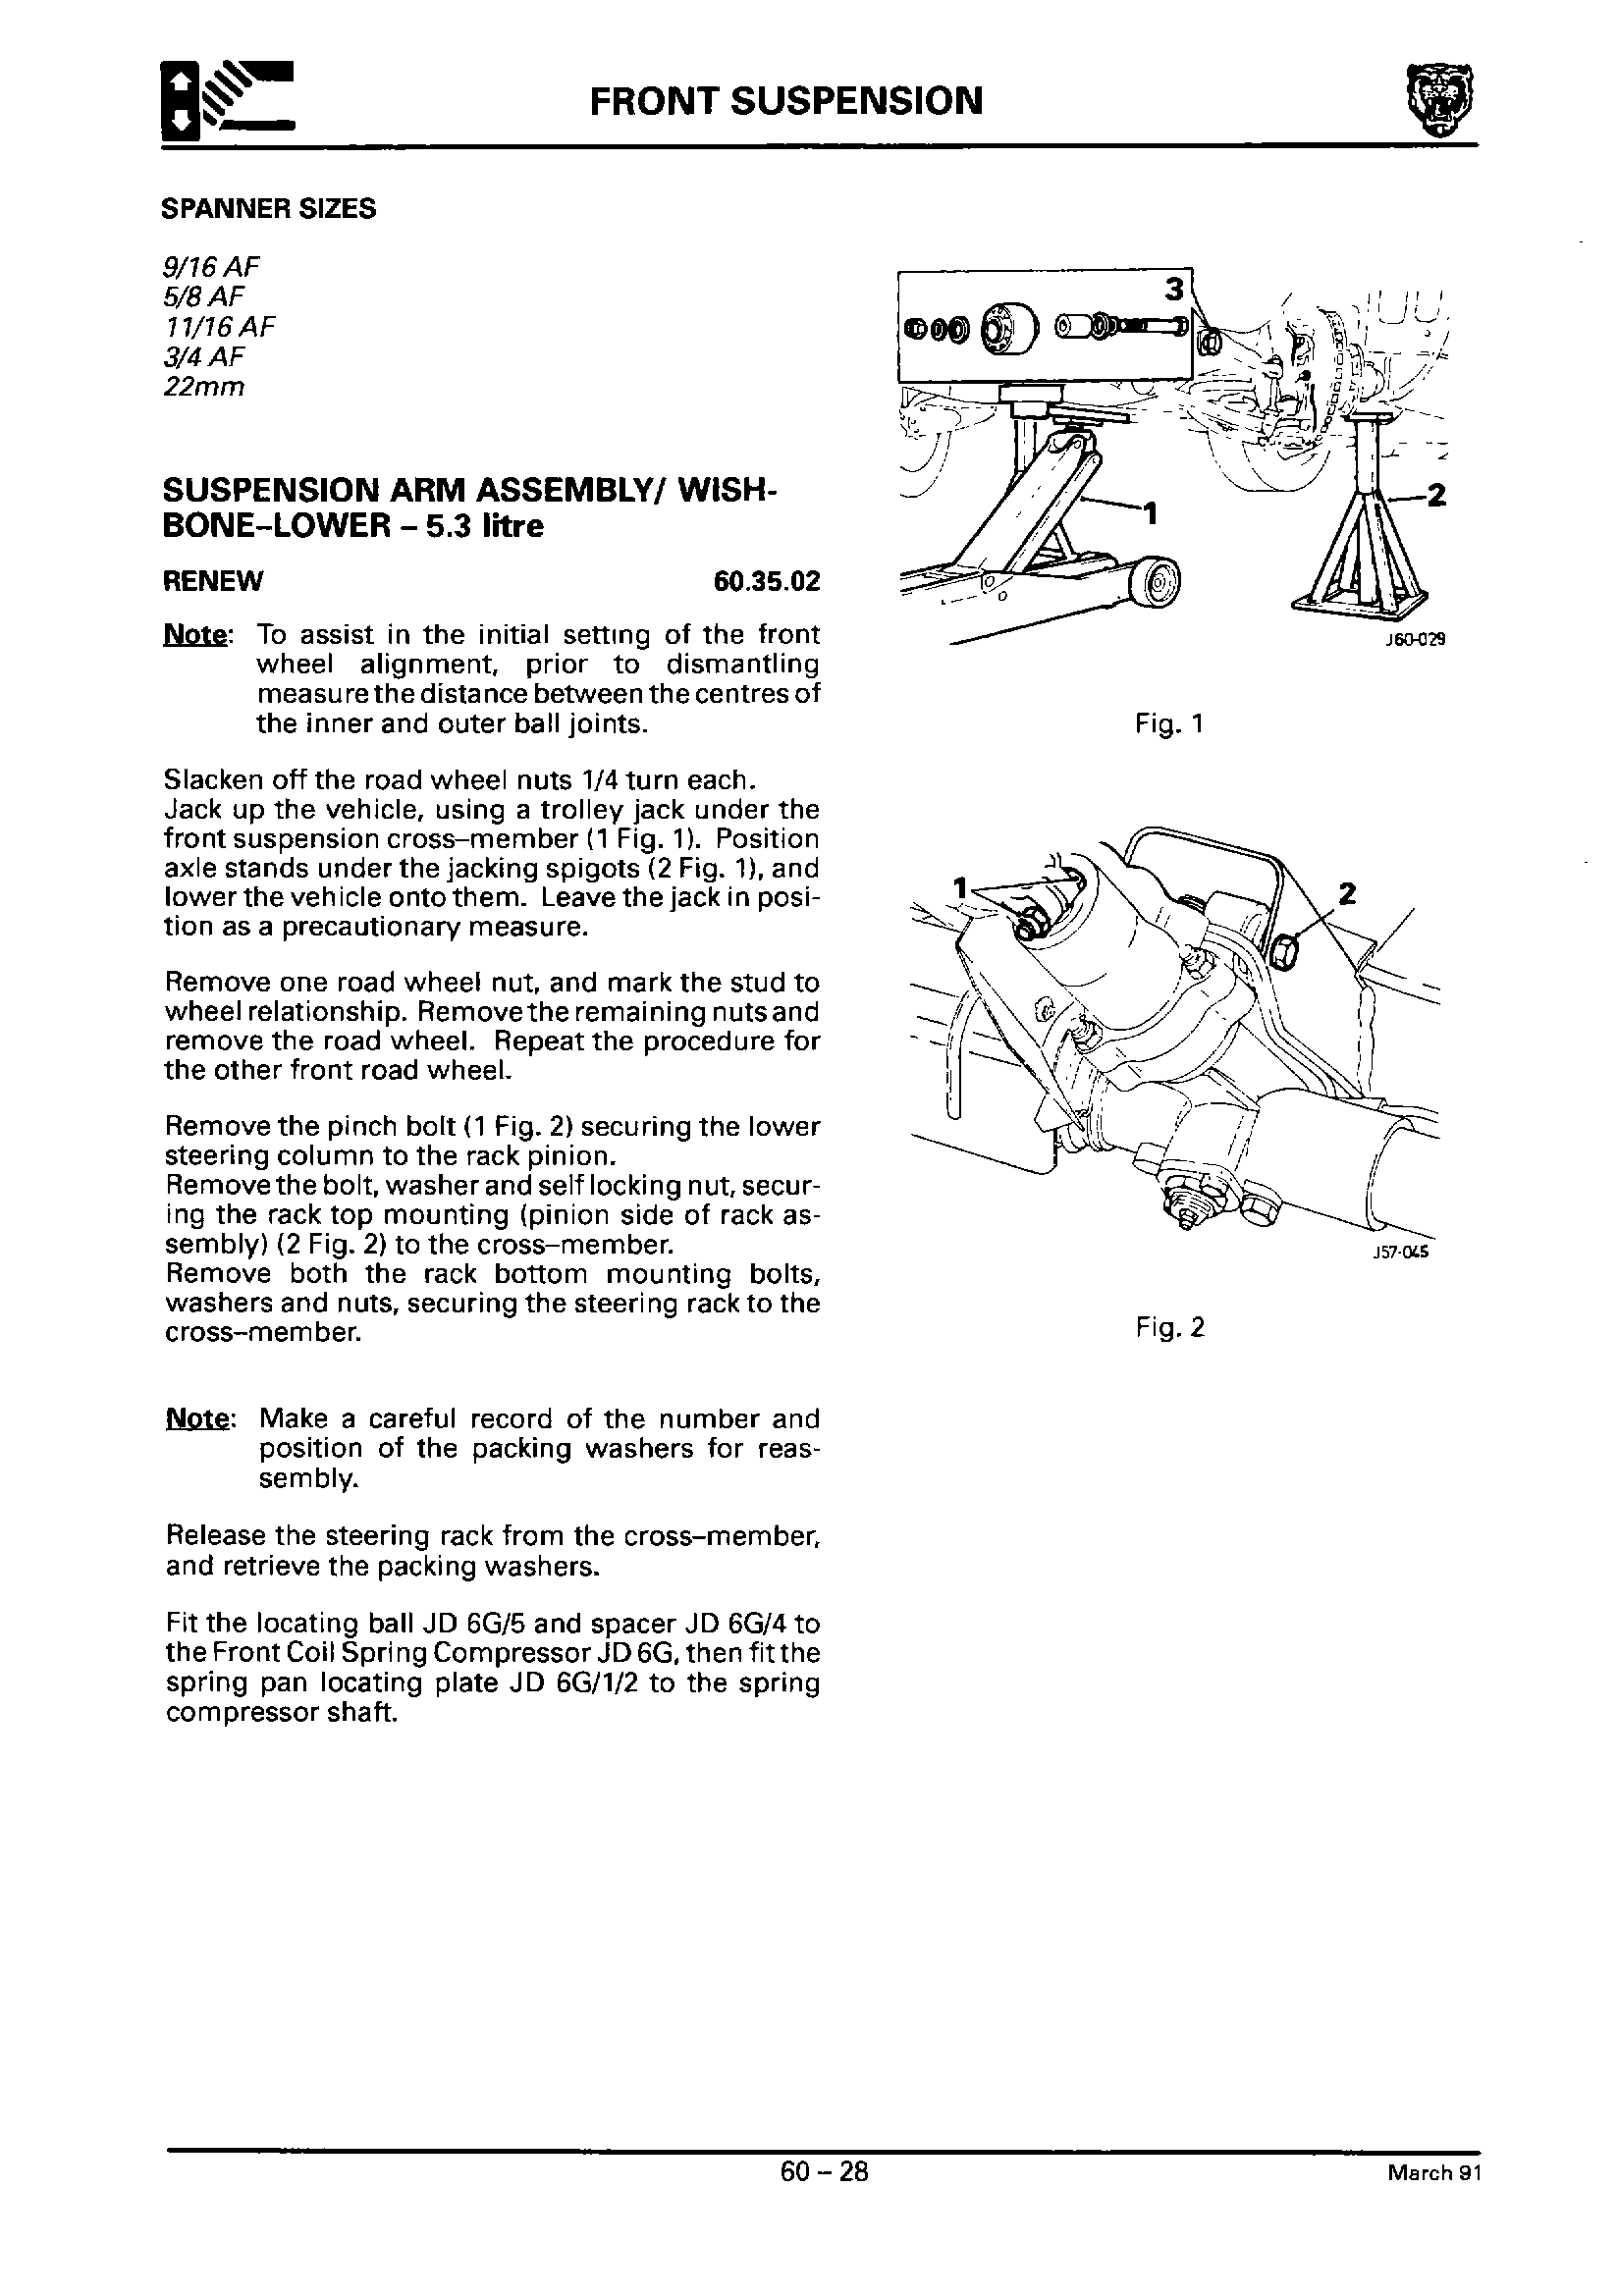 FRONT SUSPENSION
SPANNER SIZES
9/16 AF
5/8 AF
11/16 AF
3/4 AF
22mm
SUSPENSION ARM ASSEMBLY/ WISH-
BONE–LOWER – 5.3 litre
RENEW 60.35.02
Note: To assist in the initial setting of the front
wheel alignment, prior to dismantling
measure the distance between the centres of
the inner and outer ball joints.
Slacken off the road wheel nuts 1/4 turn each.
Jack up the vehicle, using a trolley jack under the
front suspension cross–member (1 Fig. 1). Position
axle stands under the jacking spigots (2 Fig. 1), and
lower the vehicle onto them. Leave the jack in posi-
tion as a precautionary measure.
Remove one road wheel nut, and mark the stud to
wheel relationship. Remove the remaining nuts and
remove the road wheel. Repeat the procedure for
the other front road wheel.
Remove the pinch bolt (1 Fig. 2) securing the lower
steering column to the rack pinion.
Remove the bolt, washer and self locking nut, secur-
ing the rack top mounting (pinion side of rack as-
sembly) (2 Fig. 2) to the cross–member.
Remove both the rack bottom mounting bolts,
washers and nuts, securing the steering rack to the
cross–member.
Note: Make a careful record of the number and
position of the packing washers for reas-
sembly.
Release the steering rack from the cross–member,
and retrieve the packing washers.
Fit the locating ball JD 6G/5 and spacer JD 6G/4 to
the Front Coil Spring Compressor JD 6G, then fit the
spring pan locating plate JD 6G/1/2 to the spring
compressor shaft.
3
1
2
J60-029
Fig. 1
1
2
J57-045
Fig. 2
60 – 28
March 91